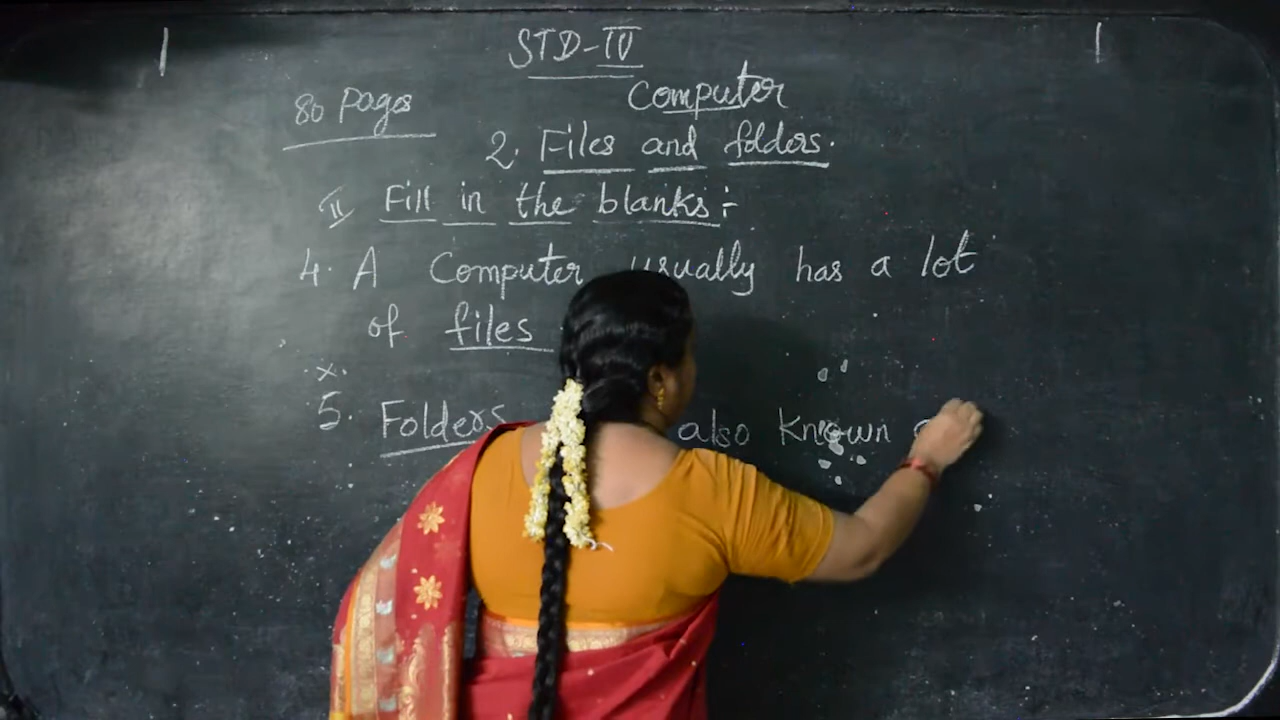 STD-IV
80 Pages
Computer
2. Files and folders.
II Fill in the blanks:-
4. A Computer usually has a lot
of files
.x.
5. Folders also Known